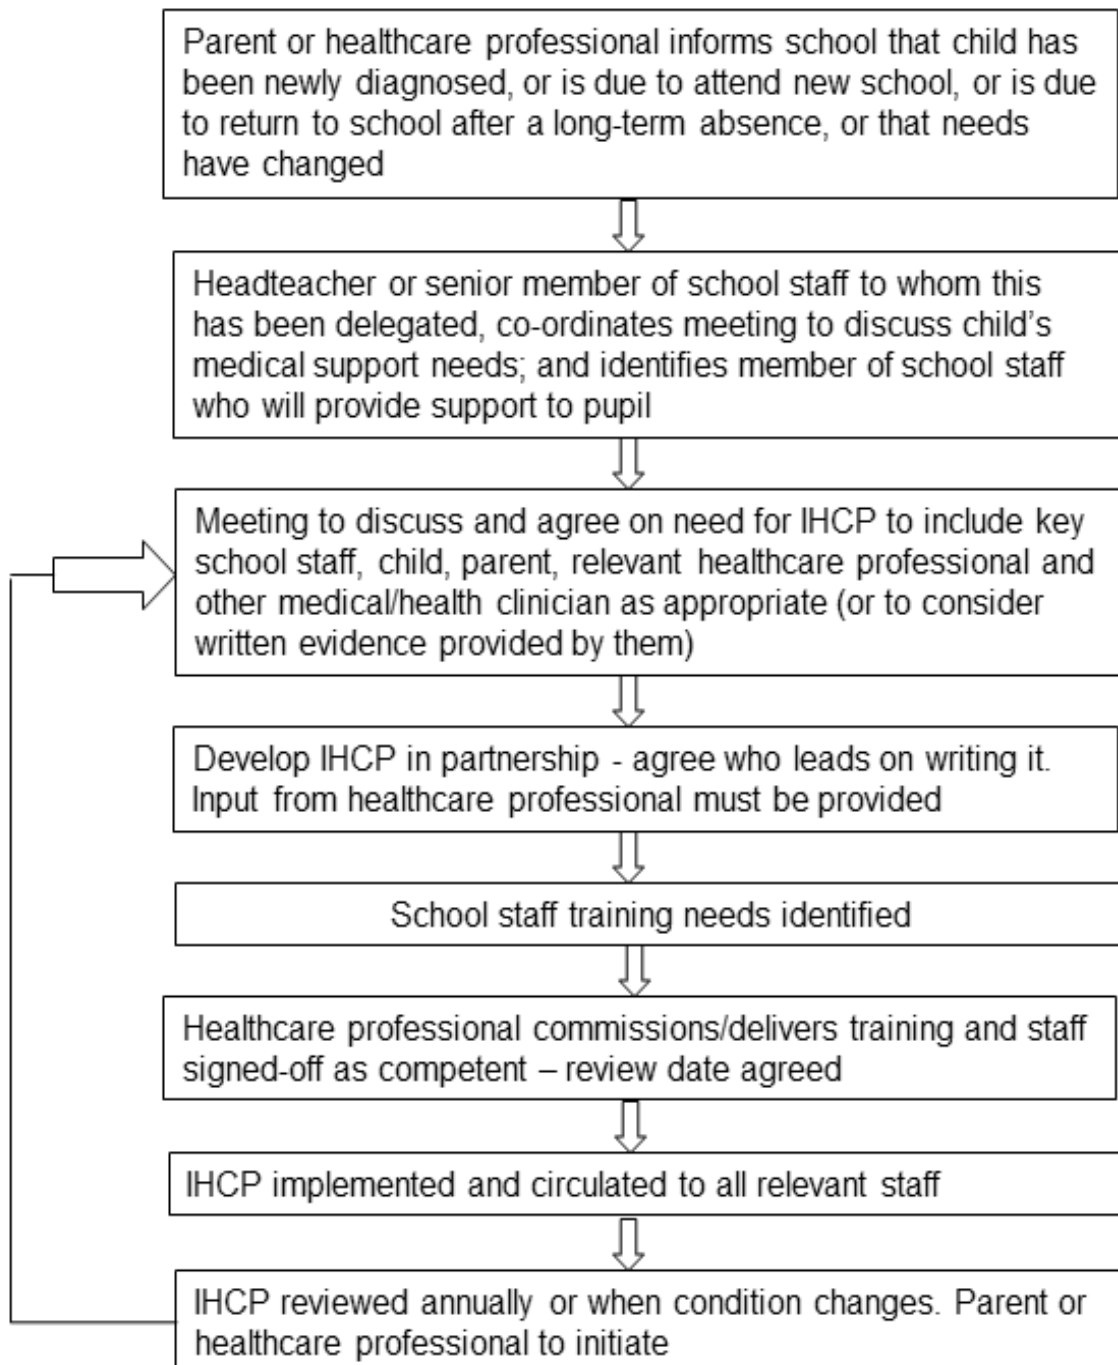 Parent or healthcare professional informs school that child has
been newly diagnosed, or is due to attend new school, or is due
to return to school after a long-term absence, or that needs
have changed
Headteacher or senior member of school staff to whom this
has been delegated, co-ordinates meeting to discuss child’s
medical support needs; and identifies member of school staff
who will provide support to pupil
Meeting to discuss and agree on need for IHCP to include key
school staff, child, parent, relevant healthcare professional and
other medical/health clinician as appropriate (or to consider
written evidence provided by them)
Develop IHCP in partnership - agree who leads on writing it.
Input from healthcare professional must be provided
School staff training needs identified
Healthcare professional commissions/delivers training and staff
signed-off as competent – review date agreed
IHCP implemented and circulated to all relevant staff
IHCP reviewed annually or when condition changes. Parent or
healthcare professional to initiate